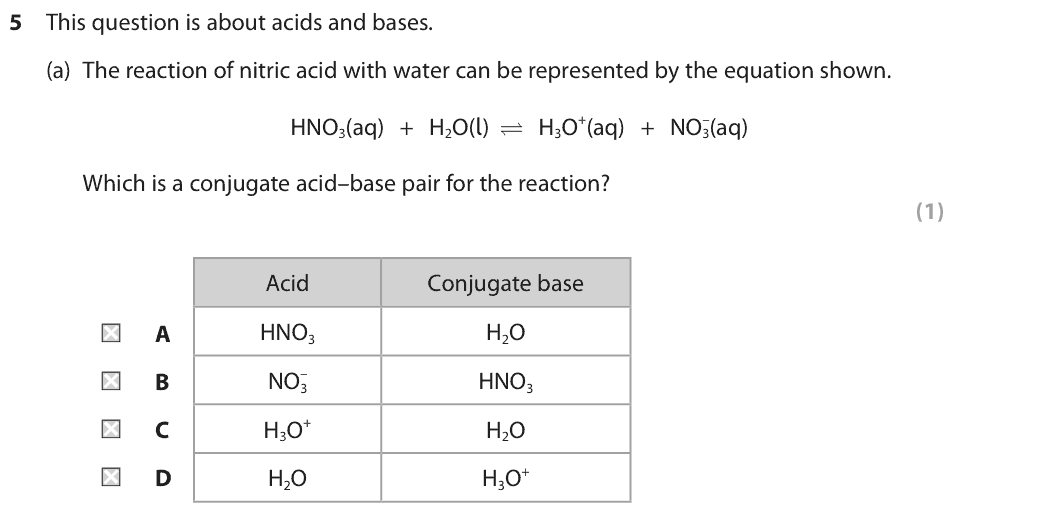 5 This question is about acids and bases.
(a) The reaction of nitric acid with water can be represented by the equation shown.
HNO₃(aq) + H₂O(l) ⇌ H₃O⁺(aq) + NO₃⁻(aq)
Which is a conjugate acid–base pair for the reaction?
(1)
Acid Conjugate base
A HNO₃ H₂O
B NO₃⁻ HNO₃
C H₃O⁺ H₂O
D H₂O H₃O⁺